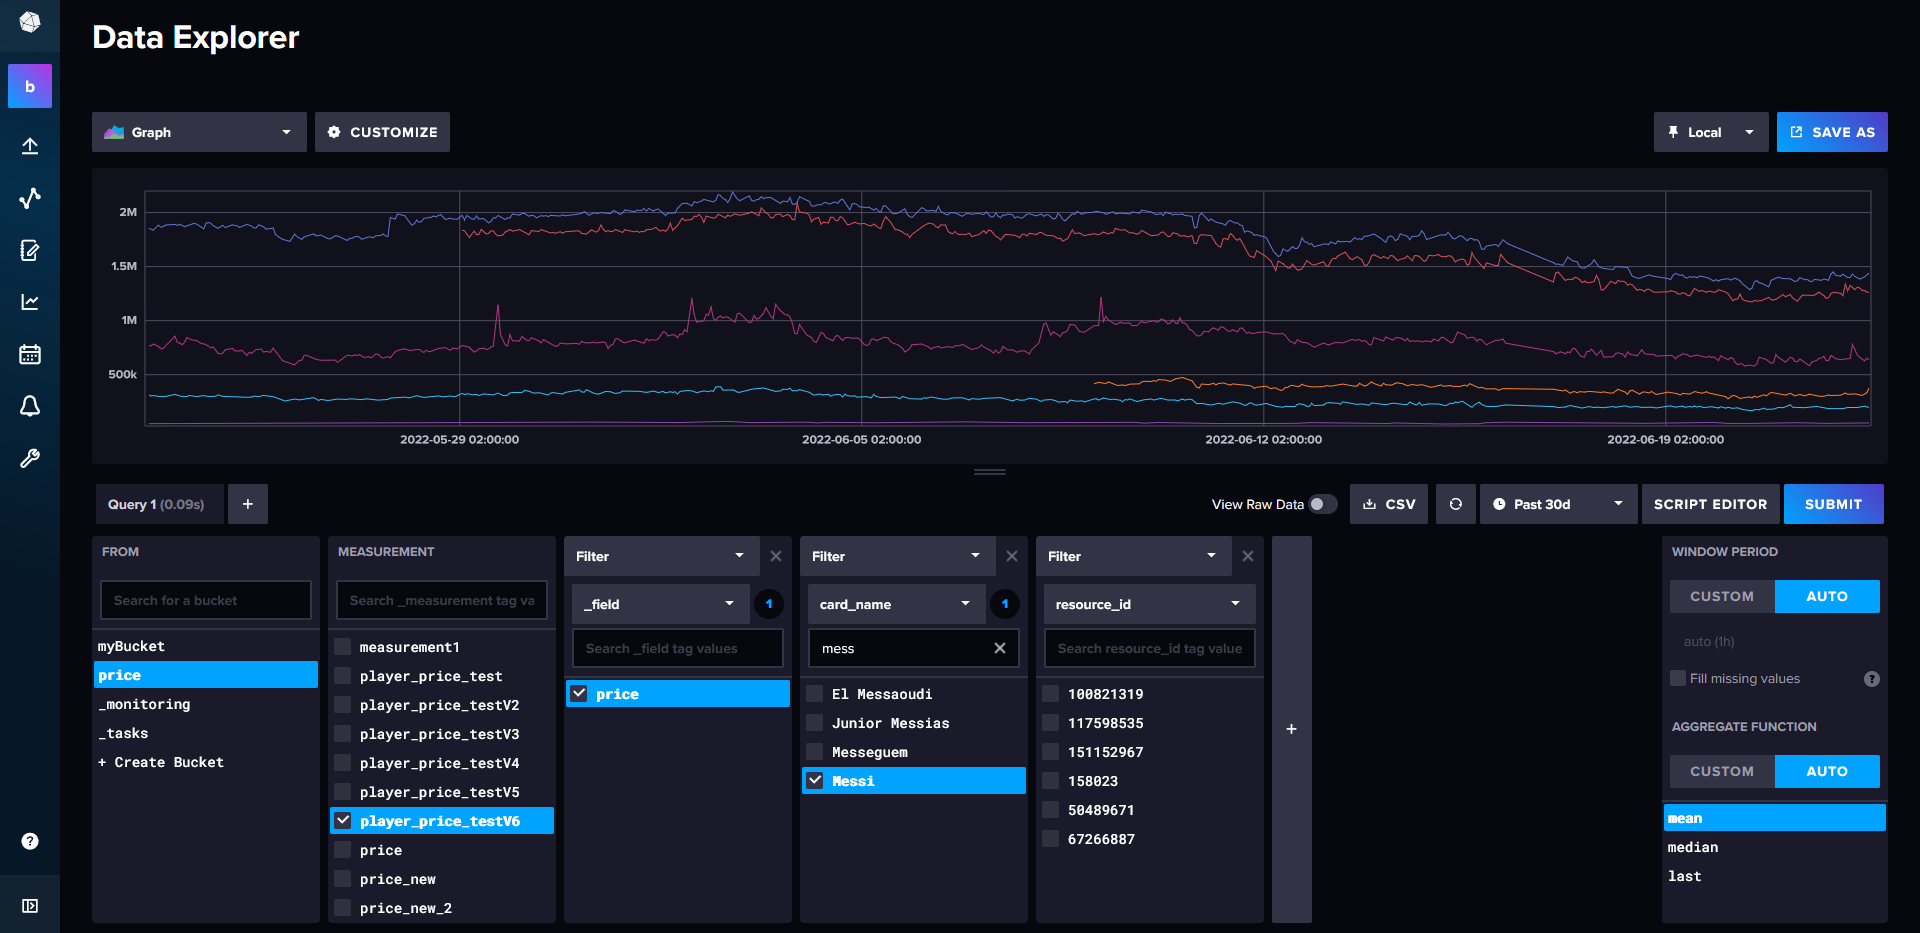 Data Explorer
b
Graph
CUSTOMIZE
Local
SAVE AS
2M
1.5M
1M
500k
2022-05-29 02:00:00
2022-06-05 02:00:00
2022-06-12 02:00:00
2022-06-19 02:00:00
Query 1 (0.09s)
+
View Raw Data
CSV
Past 30d
SCRIPT EDITOR
SUBMIT
FROM
Search for a bucket
myBucket
price
_monitoring
_tasks
+ Create Bucket
MEASUREMENT
Search _measurement tag va
measurement1
player_price_test
player_price_testV2
player_price_testV3
player_price_testV4
player_price_testV5
player_price_testV6
price
price_new
price_new_2
Filter
_field
1
Search _field tag values
price
Filter
card_name
1
mess
El Messaoudi
Junior Messias
Messeguem
Messi
Filter
resource_id
Search resource_id tag value
100821319
117598535
151152967
158023
50489671
67266887
+
WINDOW PERIOD
CUSTOM
AUTO
auto (1h)
Fill missing values
?
AGGREGATE FUNCTION
CUSTOM
AUTO
mean
median
last
?